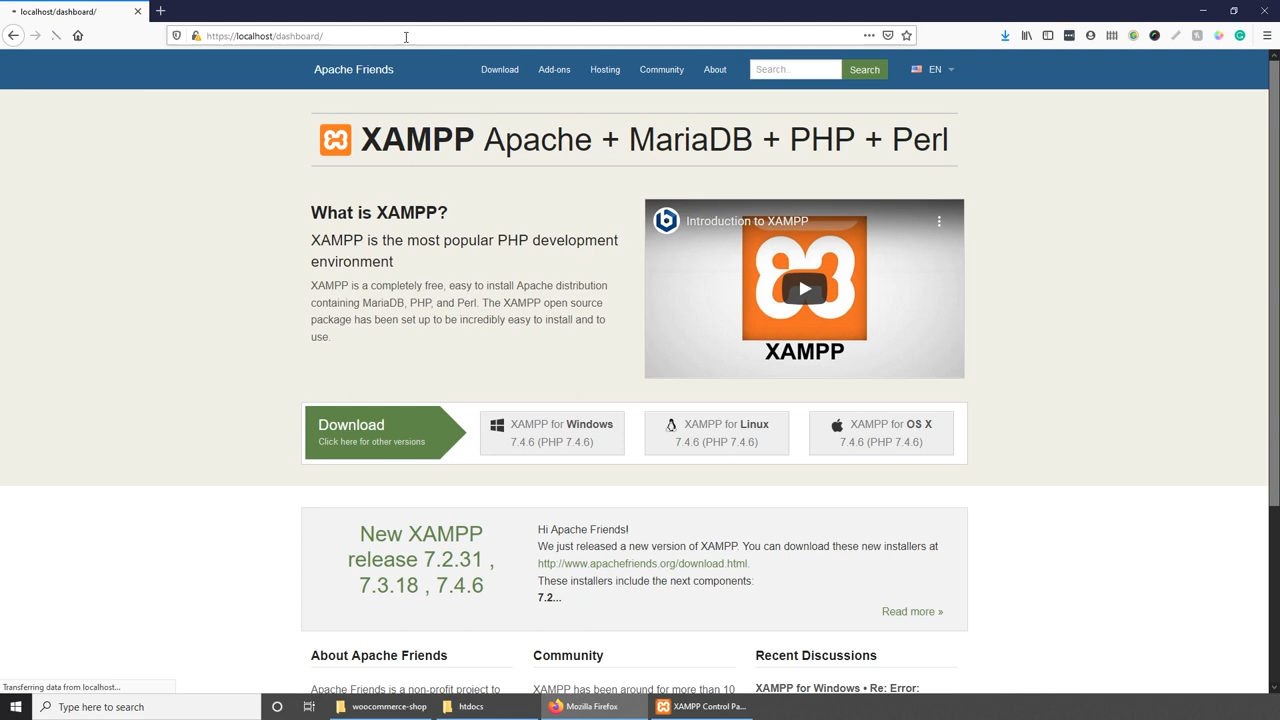 localhost/dashboard/
https://localhost/dashboard/
Apache Friends
Download
Add-ons
Hosting
Community
About
Search..
Search
EN
XAMPP Apache + MariaDB + PHP + Perl
What is XAMPP?
XAMPP is the most popular PHP development
environment
XAMPP is a completely free, easy to install Apache distribution
containing MariaDB, PHP, and Perl. The XAMPP open source
package has been set up to be incredibly easy to install and to
use.
Introduction to XAMPP
XAMPP
Download
Click here for other versions
XAMPP for Windows
7.4.6 (PHP 7.4.6)
XAMPP for Linux
7.4.6 (PHP 7.4.6)
XAMPP for OS X
7.4.6 (PHP 7.4.6)
New XAMPP
release 7.2.31 ,
7.3.18 , 7.4.6
Hi Apache Friends!
We just released a new version of XAMPP. You can download these new installers at
http://www.apachefriends.org/download.html.
These installers include the next components:
7.2...
Read more »
About Apache Friends
Apache Friends is a non-profit project to
Community
XAMPP has been around for more than 10
Recent Discussions
XAMPP for Windows • Re: Error:
Transferring data from localhost...
Type here to search
woocommerce-shop
htdocs
Mozilla Firefox
XAMPP Control Pa...